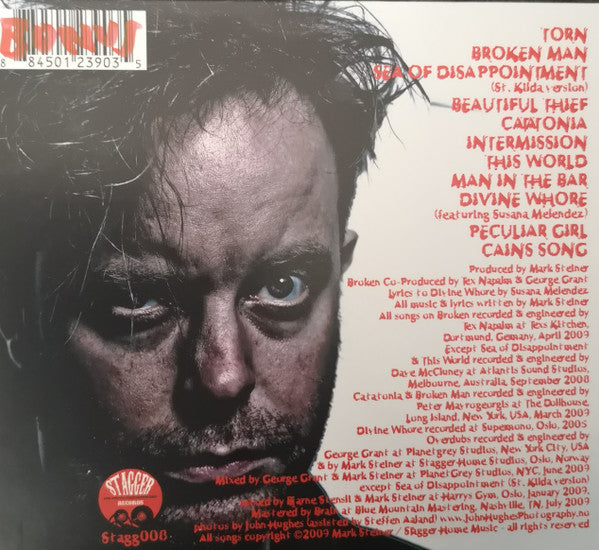 BROKEN
8 84501 23903 5
TORN
BROKEN MAN
SEA OF DISAPPOINTMENT
(St. Kilda version)
BEAUTIFUL THIEF
CATATONIA
INTERMISSION
THIS WORLD
MAN IN THE BAR
DIVINE WHORE
(featuring Susana Melendez)
PECULIAR GIRL
CAINS SONG
Produced by Mark Steiner
Broken Co-Produced by Tex Napalm & George Grant
Lyrics to Divine Whore by Susana Melendez
All music & lyrics written by Mark Steiner
All songs on Broken recorded & engineered by
Tex Napalm at Tex's Kitchen,
Dortmund, Germany, April 2009
Except Sea of Disappointment
& This World recorded & engineered by
Dave McCluney at Atlantis Sound Studios,
Melbourne, Australia, September 2008
Catatonia & Broken Man recorded & engineered by
Peter Mavrogeorgis at The Dollhouse,
Long Island, New York, USA, March 2009
Divine Whore recorded at Supermono, Oslo, 2005
Overdubs recorded & engineered by
George Grant at Planetgrey Studios, New York City, USA
& by Mark Steiner at Stagger Home Studios, Oslo, Norway
Mixed by George Grant & Mark Steiner at PlanetGrey Studios, NYC, June 2009
except Sea of Disappointment (St. Kilda version)
mixed by Bjarne Stensli & Mark Steiner at Harrys Gym, Oslo, January 2009,
Mastered by Brain at Blue Mountain Mastering, Nashville, TN, July 2009
photos by John Hughes (assisted by Steffen Aaland) www.JohnHughesPhotography.nu
All songs copyright ©2009 Mark Steiner / Stagger Home Music - all rights reserved
STAGGER
RECORDS
Stagg008